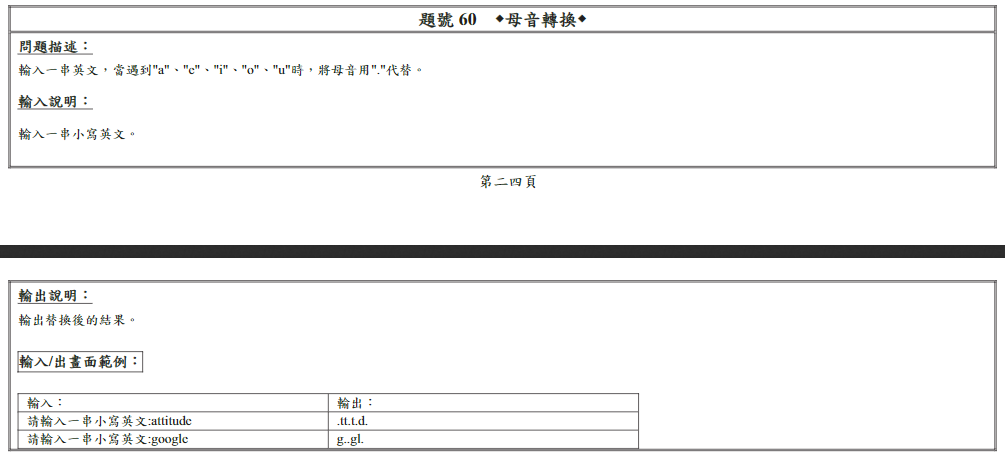 題號 60 ◆母音轉換◆
問題描述：
輸入一串英文，當遇到"a"、"e"、"i"、"o"、"u"時，將母音用"."代替。
輸入說明：
輸入一串小寫英文。
第二四頁
輸出說明：
輸出替換後的結果。
輸入/出畫面範例：
輸入： 輸出：
請輸入一串小寫英文:attitude .tt.t.d.
請輸入一串小寫英文:google g..gl.